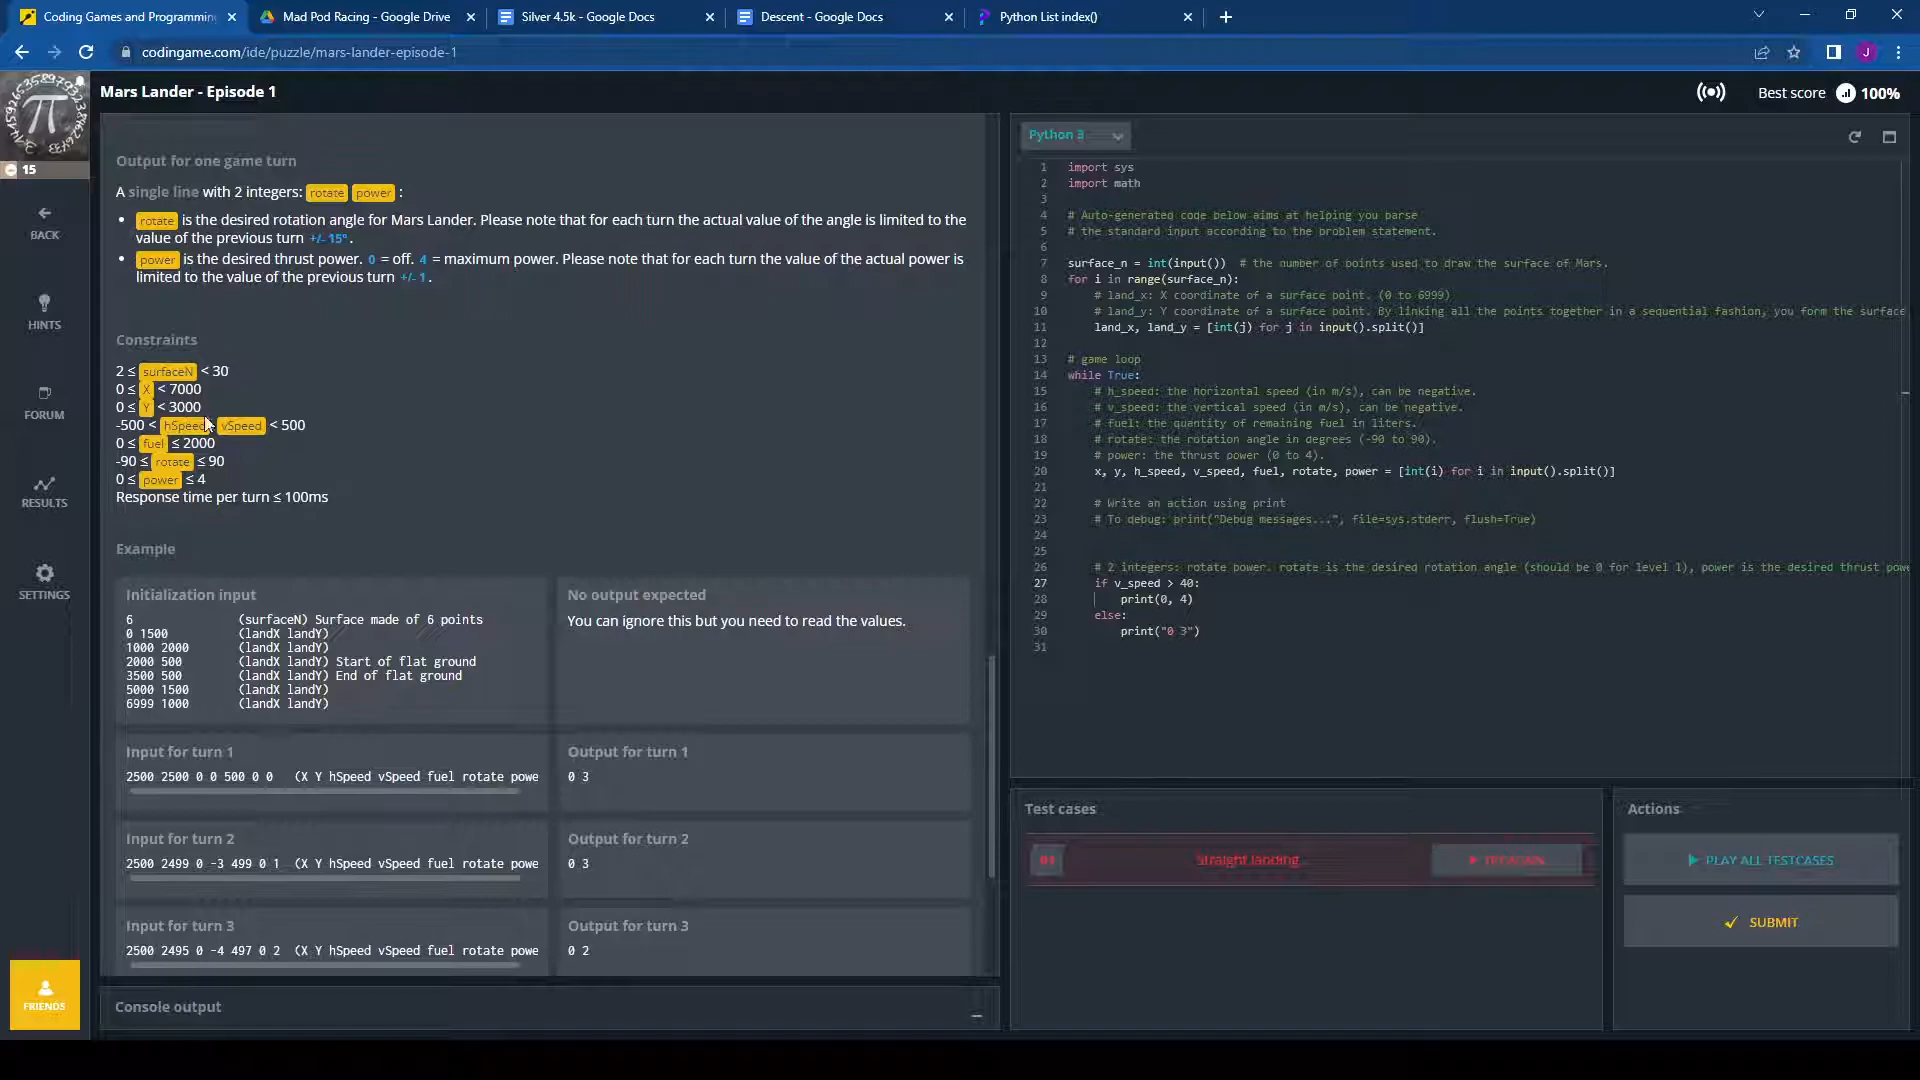 Coding Games and Programmin
Mad Pod Racing - Google Drive
Silver 4.5k - Google Docs
Descent - Google Docs
Python List index()
codingame.com/ide/puzzle/mars-lander-episode-1
J
Mars Lander - Episode 1
Best score 100%
15
BACK
HINTS
FORUM
RESULTS
SETTINGS
FRIENDS
Output for one game turn
A single line with 2 integers: rotate power :
rotate is the desired rotation angle for Mars Lander. Please note that for each turn the actual value of the angle is limited to the
value of the previous turn +/- 15°.
power is the desired thrust power. 0 = off. 4 = maximum power. Please note that for each turn the value of the actual power is
limited to the value of the previous turn +/- 1.
Constraints
2 ≤ surfaceN < 30
0 ≤ X < 7000
0 ≤ Y < 3000
-500 < hSpeed, vSpeed < 500
0 ≤ fuel ≤ 2000
-90 ≤ rotate ≤ 90
0 ≤ power ≤ 4
Response time per turn ≤ 100ms
Example
Initialization input
6 (surfaceN) Surface made of 6 points
0 1500 (landX landY)
1000 2000 (landX landY)
2000 500 (landX landY) Start of flat ground
3500 500 (landX landY) End of flat ground
5000 1500 (landX landY)
6999 1000 (landX landY)
No output expected
You can ignore this but you need to read the values.
Input for turn 1
2500 2500 0 0 500 0 0 (X Y hSpeed vSpeed fuel rotate powe
Output for turn 1
0 3
Input for turn 2
2500 2499 0 -3 499 0 1 (X Y hSpeed vSpeed fuel rotate powe
Output for turn 2
0 3
Input for turn 3
2500 2495 0 -4 497 0 2 (X Y hSpeed vSpeed fuel rotate powe
Output for turn 3
0 2
Console output
Python 3
1 import sys
2 import math
3
4 # Auto-generated code below aims at helping you parse
5 # the standard input according to the problem statement.
6
7 surface_n = int(input())  # the number of points used to draw the surface of Mars.
8 for i in range(surface_n):
9 # land_x: X coordinate of a surface point. (0 to 6999)
10 # land_y: Y coordinate of a surface point. By linking all the points together in a sequential fashion, you form the surface
11 land_x, land_y = [int(j) for j in input().split()]
12
13 # game loop
14 while True:
15 # h_speed: the horizontal speed (in m/s), can be negative.
16 # v_speed: the vertical speed (in m/s), can be negative.
17 # fuel: the quantity of remaining fuel in liters.
18 # rotate: the rotation angle in degrees (-90 to 90).
19 # power: the thrust power (0 to 4).
20 x, y, h_speed, v_speed, fuel, rotate, power = [int(i) for i in input().split()]
21
22 # Write an action using print
23 # To debug: print("Debug messages...", file=sys.stderr, flush=True)
24
25
26 # 2 integers: rotate power. rotate is the desired rotation angle (should be 0 for level 1), power is the desired thrust powe
27 if v_speed > 40:
28 print(0, 4)
29 else:
30 print("0 3")
31
Test cases
01 Straight landing
Actions
PLAY ALL TESTCASES
SUBMIT